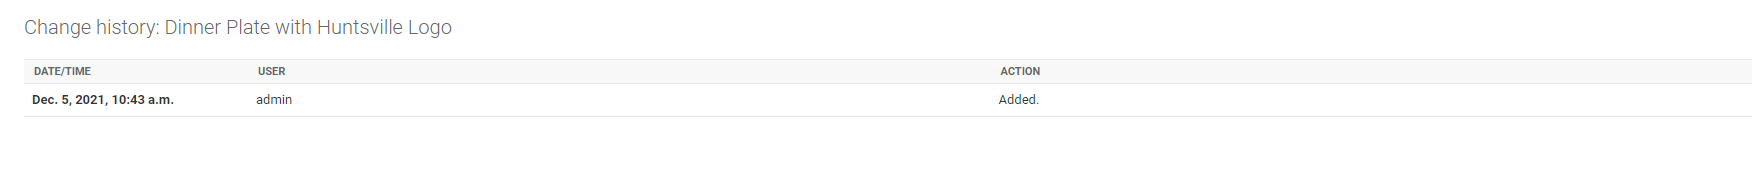 Change history: Dinner Plate with Huntsville Logo
DATE/TIME USER ACTION
Dec. 5, 2021, 10:43 a.m. admin Added.